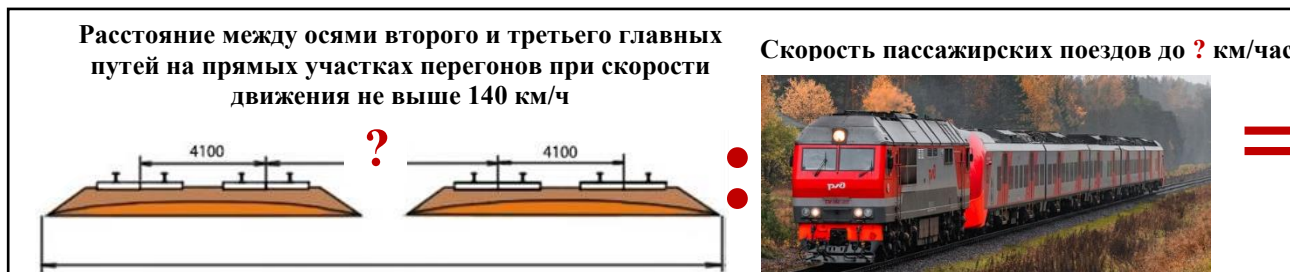 Расстояние между осями второго и третьего главных
путей на прямых участках перегонов при скорости
движения не выше 140 км/ч
Скорость пассажирских поездов до ? км/час
4100
?
4100
:
=
ржд